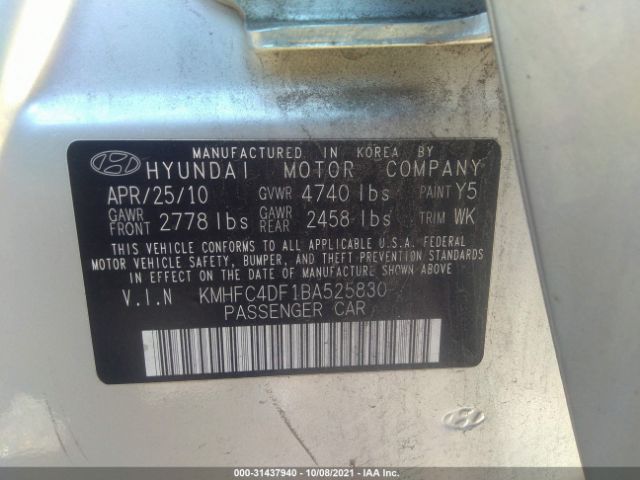 MANUFACTURED IN KOREA BY
HYUNDAI MOTOR COMPANY
APR/25/10 GVWR 4740 lbs PAINT Y5
GAWR FRONT 2778 lbs GAWR REAR 2458 lbs TRIM WK
THIS VEHICLE CONFORMS TO ALL APPLICABLE U.S.A. FEDERAL
MOTOR VEHICLE SAFETY, BUMPER, AND THEFT PREVENTION STANDARDS
IN EFFECT ON THE DATE OF MANUFACTURE SHOWN ABOVE
V.I.N KMHFC4DF1BA525830
PASSENGER CAR
000-31437940 - 10/08/2021 - IAA Inc.